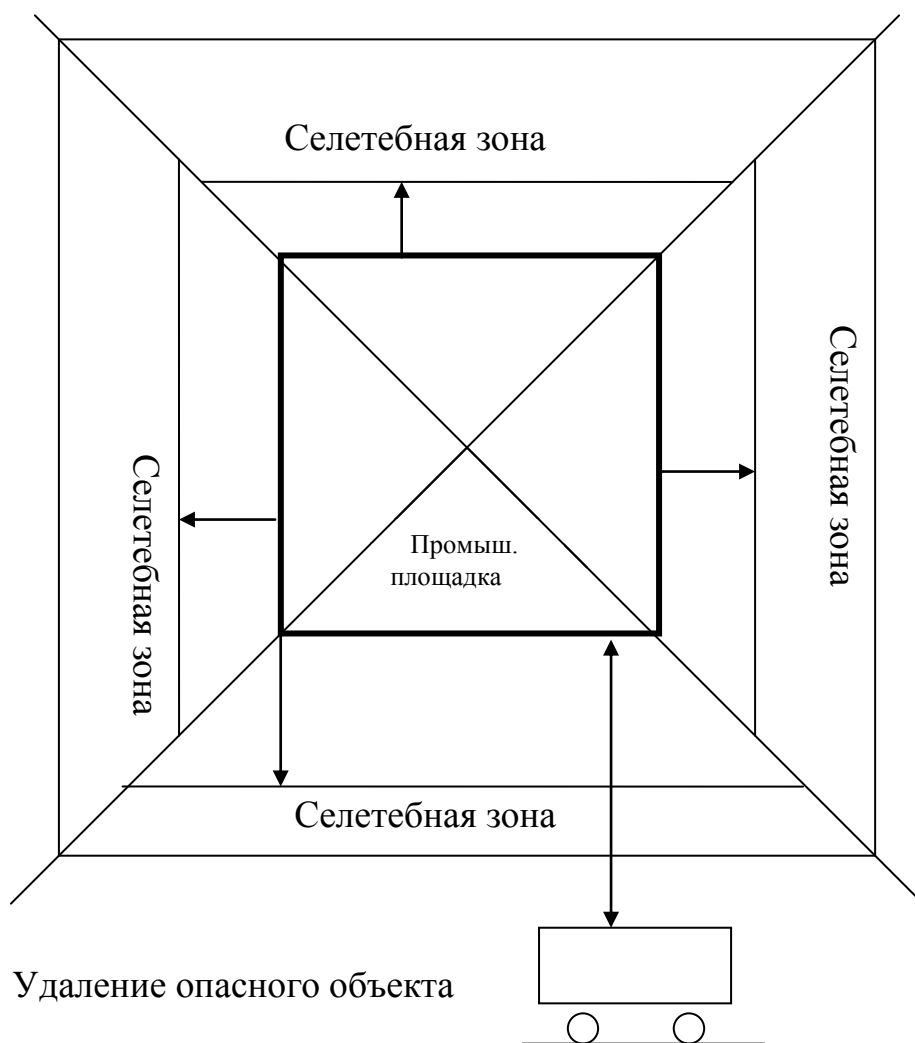 Селетебная зона
Селетебная зона
Селетебная зона
Промыш.
площадка
Селетебная зона
Удаление опасного объекта